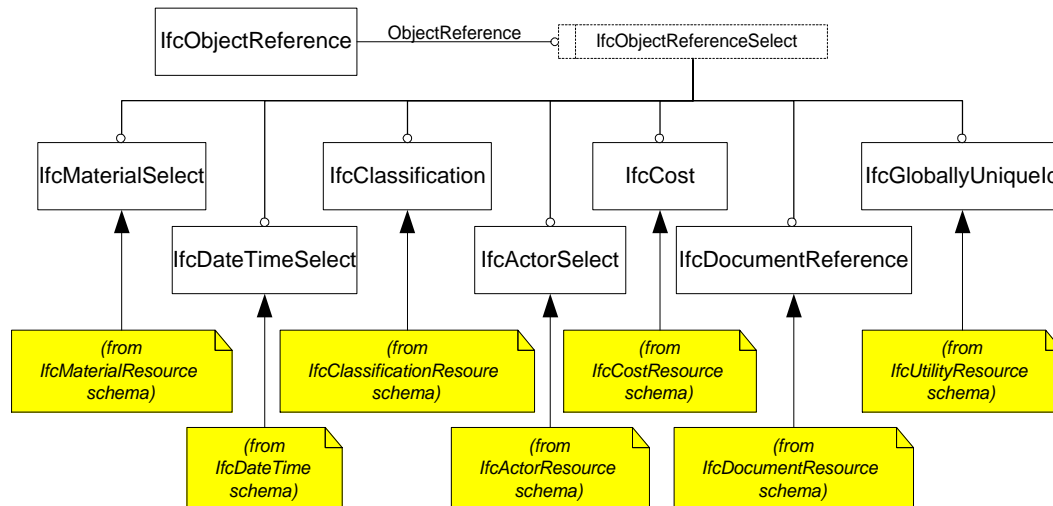 IfcObjectReference
ObjectReference
IfcObjectReferenceSelect
IfcMaterialSelect
IfcClassification
IfcCost
IfcGloballyUniqueId
IfcDateTimeSelect
IfcActorSelect
IfcDocumentReference
(from
IfcMaterialResource
schema)
(from
IfcClassificationResoure
schema)
(from
IfcCostResource
schema)
(from
IfcUtilityResource
schema)
(from
IfcDateTime
schema)
(from
IfcActorResource
schema)
(from
IfcDocumentResource
schema)